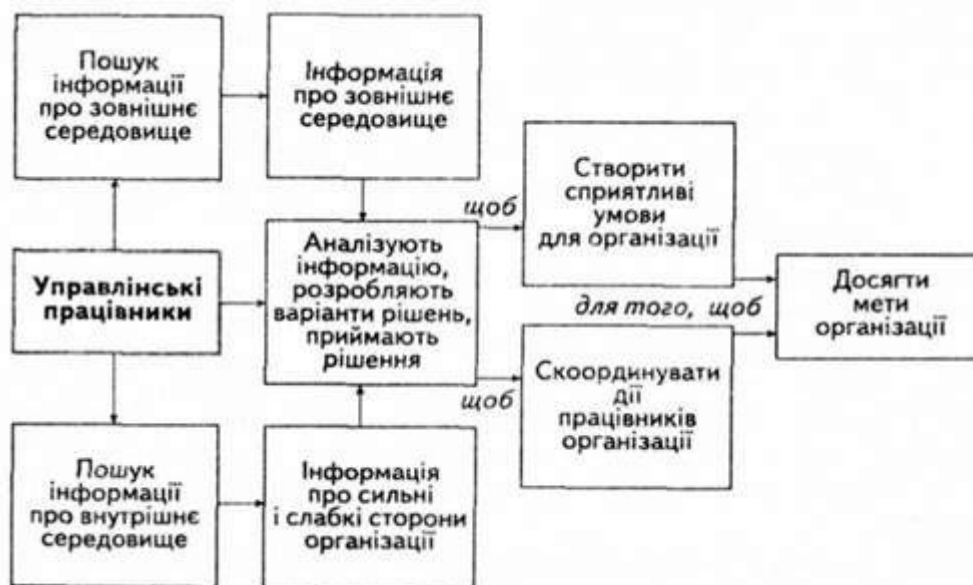 Пошук
інформації
про зовнішнє
середовище
Інформація
про зовнішнє
середовище
Управлінські
працівники
Аналізують
інформацію,
розробляють
варіанти рішень,
приймають
рішення
щоб
Створити
сприятливі
умови
для організації
для того, щоб
Досягти
мети
організації
щоб
Скоординувати
дії
працівників
організації
Пошук
інформації
про внутрішнє
середовище
Інформація
про сильні
і слабкі сторони
організації